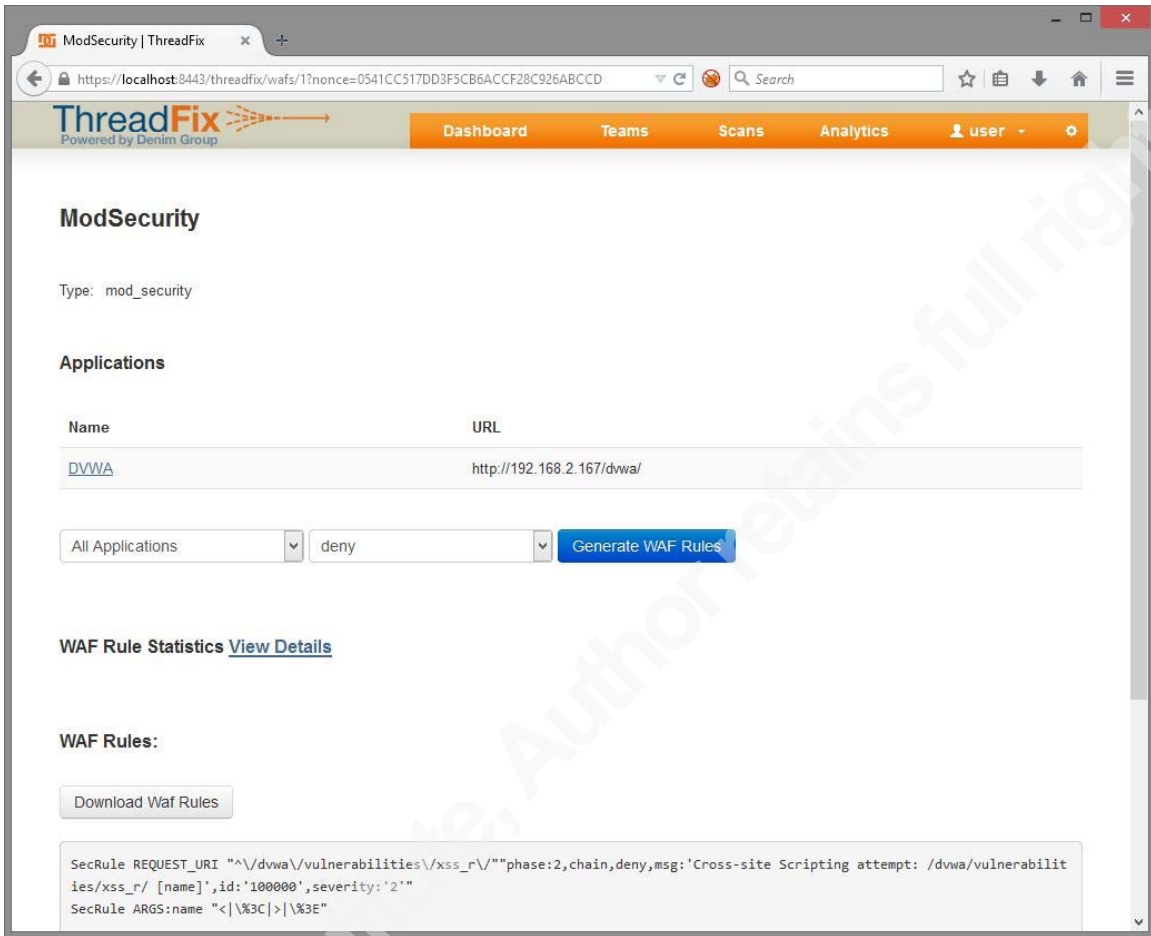 ModSecurity | ThreadFix
https://localhost:8443/threadfix/wafs/1?nonce=0541CC517DD3F5CB6ACCF28C926ABCCD
Search
ThreadFix
Powered by Denim Group
Dashboard Teams Scans Analytics user
ModSecurity
Type: mod_security
Applications
Name URL
DVWA http://192.168.2.167/dvwa/
All Applications deny Generate WAF Rules
WAF Rule Statistics View Details
WAF Rules:
Download Waf Rules
SecRule REQUEST_URI "^\/dvwa\/vulnerabilities\/xss_r\/""phase:2,chain,deny,msg:'Cross-site Scripting attempt: /dvwa/vulnerabilit
ies/xss_r/ [name]',id:'100000',severity:'2'"
SecRule ARGS:name "<|\%3C|>|\%3E"
Author retains full